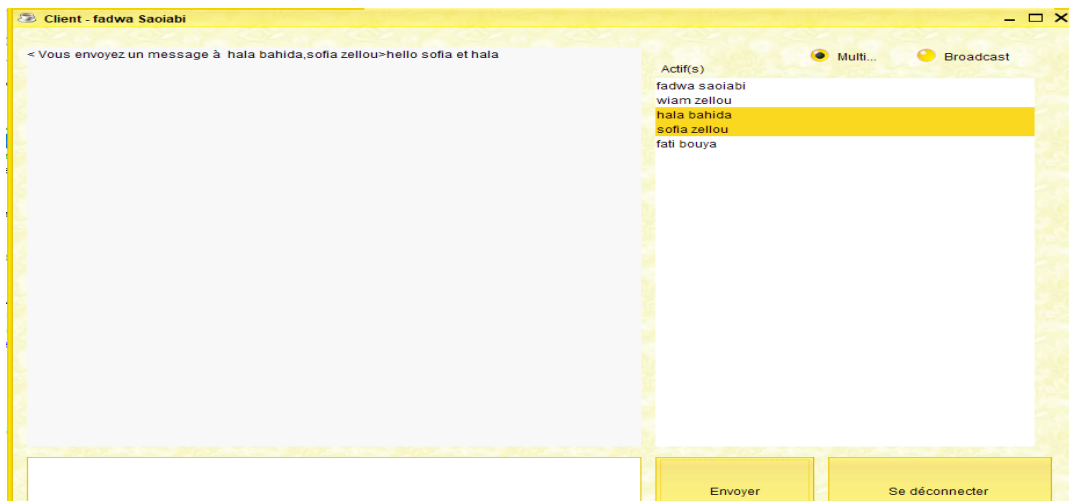 Client - fadwa Saoiabi
< Vous envoyez un message à  hala bahida,sofia zellou>hello sofia et hala
Multi...
Broadcast
Actif(s)
fadwa saoiabi
wiam zellou
hala bahida
sofia zellou
fati bouya
Envoyer
Se déconnecter